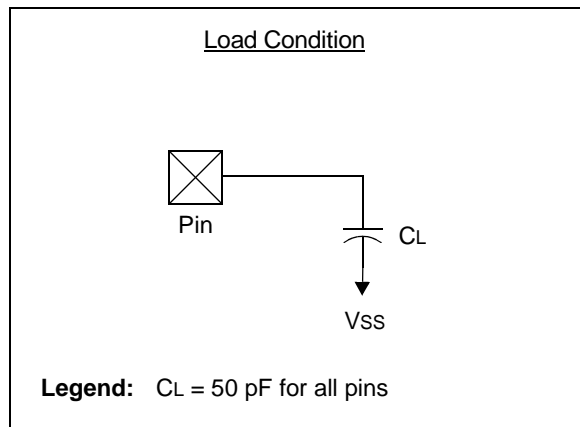 Load Condition
Pin
CL
VSS
Legend: CL = 50 pF for all pins